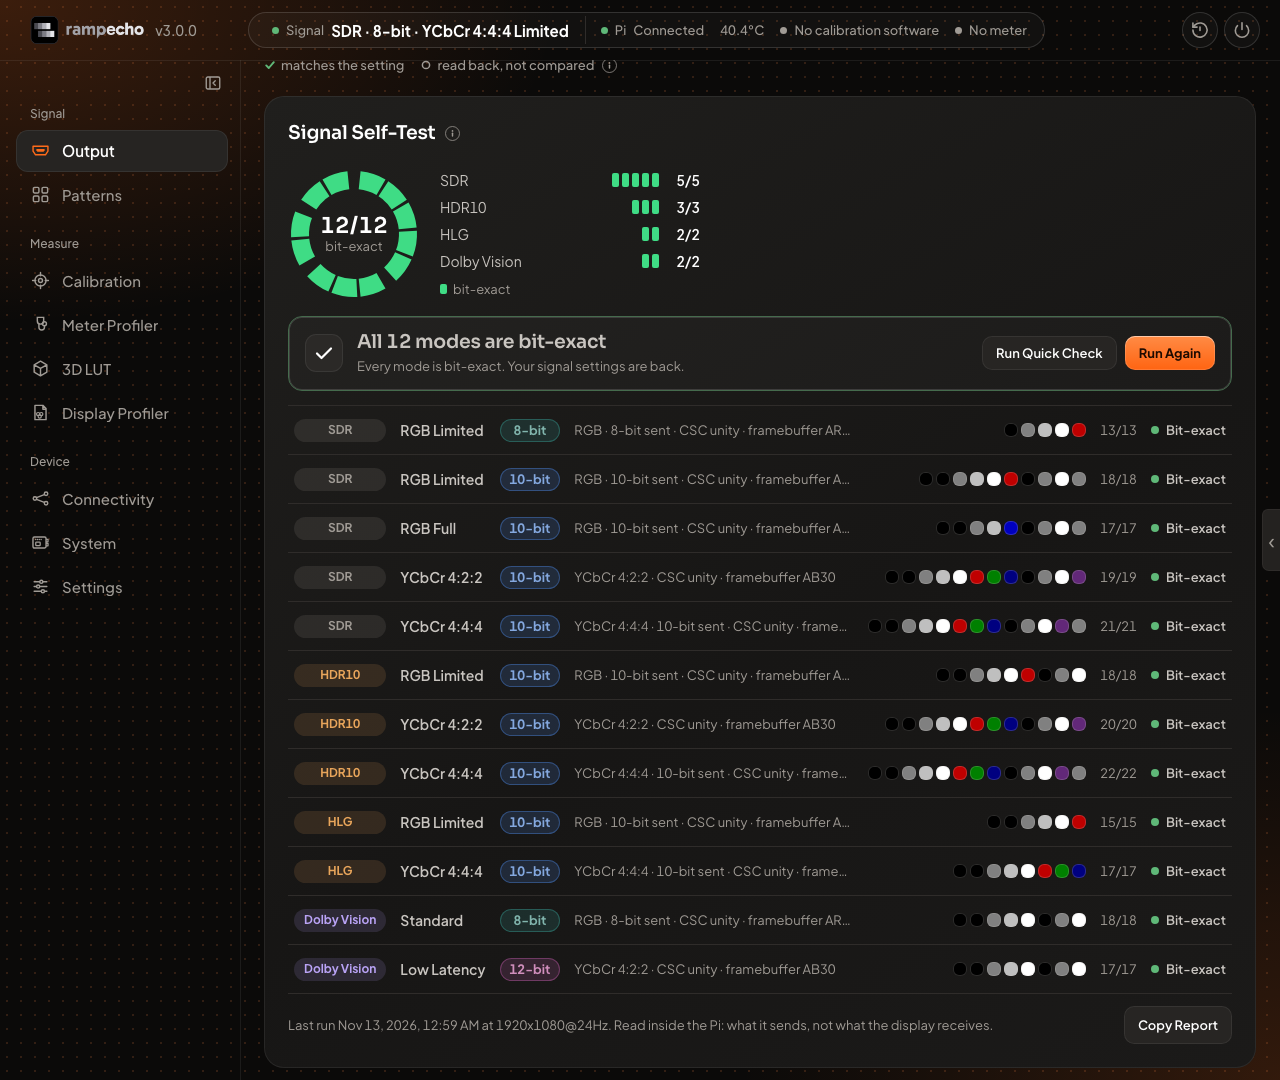 rampecho v3.0.0
Signal SDR · 8-bit · YCbCr 4:4:4 Limited
Pi Connected 40.4°C No calibration software No meter
matches the setting read back, not compared
Signal
Output
Patterns
Measure
Calibration
Meter Profiler
3D LUT
Display Profiler
Device
Connectivity
System
Settings
Signal Self-Test
12/12
bit-exact
SDR 5/5
HDR10 3/3
HLG 2/2
Dolby Vision 2/2
bit-exact
All 12 modes are bit-exact
Every mode is bit-exact. Your signal settings are back.
Run Quick Check Run Again
SDR RGB Limited 8-bit RGB · 8-bit sent · CSC unity · framebuffer AR... 13/13 Bit-exact
SDR RGB Limited 10-bit RGB · 10-bit sent · CSC unity · framebuffer A... 18/18 Bit-exact
SDR RGB Full 10-bit RGB · 10-bit sent · CSC unity · framebuffer A... 17/17 Bit-exact
SDR YCbCr 4:2:2 10-bit YCbCr 4:2:2 · CSC unity · framebuffer AB30 19/19 Bit-exact
SDR YCbCr 4:4:4 10-bit YCbCr 4:4:4 · 10-bit sent · CSC unity · frame... 21/21 Bit-exact
HDR10 RGB Limited 10-bit RGB · 10-bit sent · CSC unity · framebuffer A... 18/18 Bit-exact
HDR10 YCbCr 4:2:2 10-bit YCbCr 4:2:2 · CSC unity · framebuffer AB30 20/20 Bit-exact
HDR10 YCbCr 4:4:4 10-bit YCbCr 4:4:4 · 10-bit sent · CSC unity · frame... 22/22 Bit-exact
HLG RGB Limited 10-bit RGB · 10-bit sent · CSC unity · framebuffer A... 15/15 Bit-exact
HLG YCbCr 4:4:4 10-bit YCbCr 4:4:4 · 10-bit sent · CSC unity · frame... 17/17 Bit-exact
Dolby Vision Standard 8-bit RGB · 8-bit sent · CSC unity · framebuffer AR... 18/18 Bit-exact
Dolby Vision Low Latency 12-bit YCbCr 4:2:2 · CSC unity · framebuffer AB30 17/17 Bit-exact
Last run Nov 13, 2026, 12:59 AM at 1920x1080@24Hz. Read inside the Pi: what it sends, not what the display receives.
Copy Report